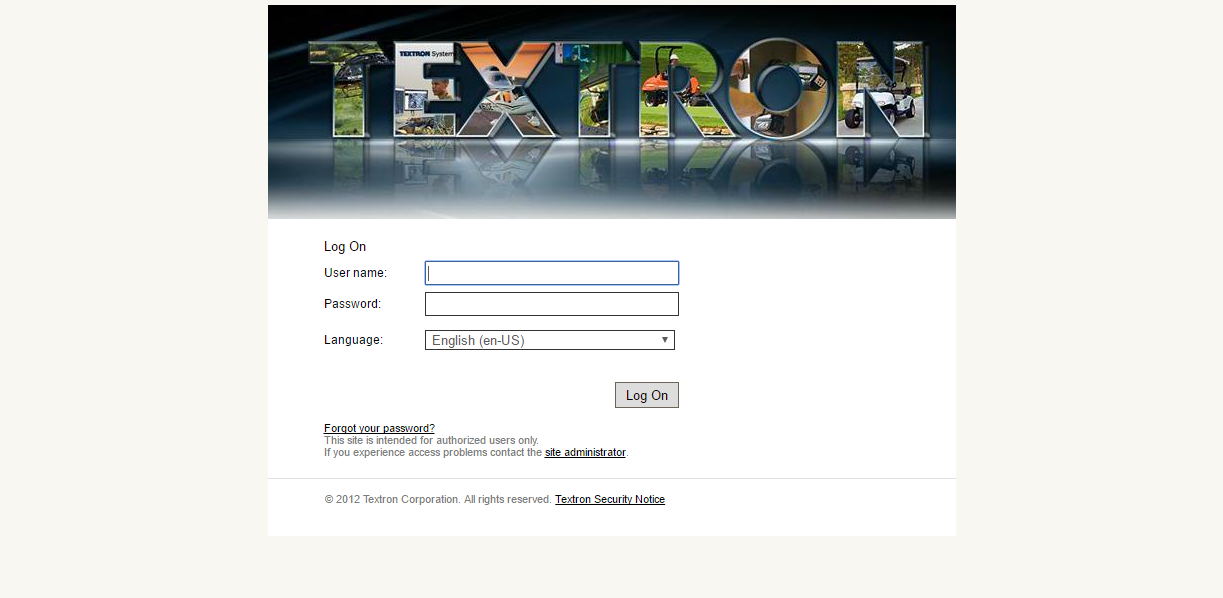 TEXTRON
TEXTRON Systems
Log On
User name:
Password:
Language: English (en-US)
Log On
Forgot your password?
This site is intended for authorized users only.
If you experience access problems contact the site administrator.
© 2012 Textron Corporation. All rights reserved. Textron Security Notice